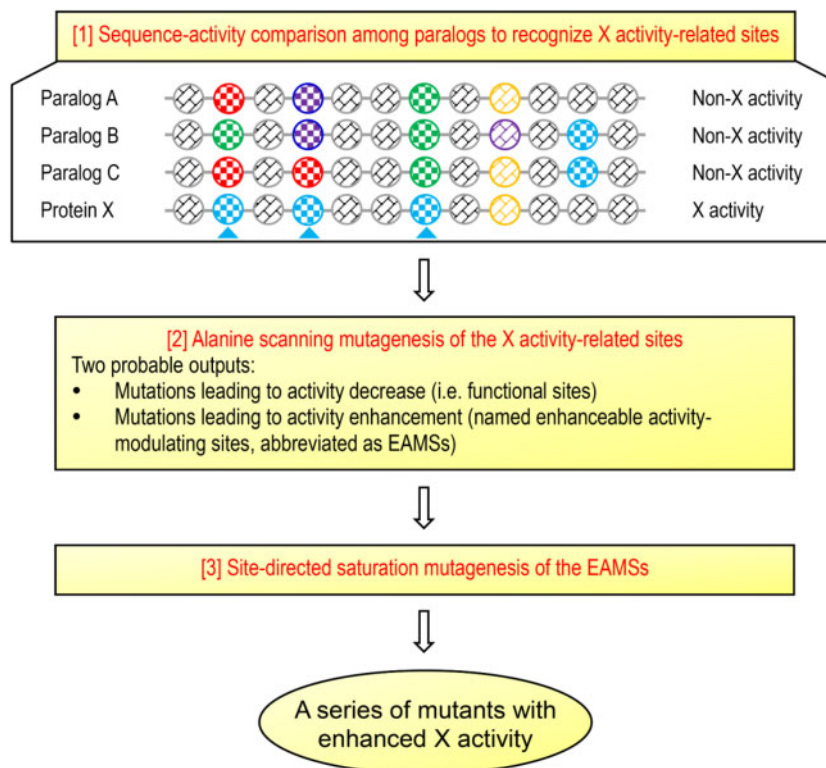 [1] Sequence-activity comparison among paralogs to recognize X activity-related sites
Paralog A Non-X activity
Paralog B Non-X activity
Paralog C Non-X activity
Protein X X activity
[2] Alanine scanning mutagenesis of the X activity-related sites
Two probable outputs:
• Mutations leading to activity decrease (i.e. functional sites)
• Mutations leading to activity enhancement (named enhanceable activity-
modulating sites, abbreviated as EAMSs)
[3] Site-directed saturation mutagenesis of the EAMSs
A series of mutants with
enhanced X activity